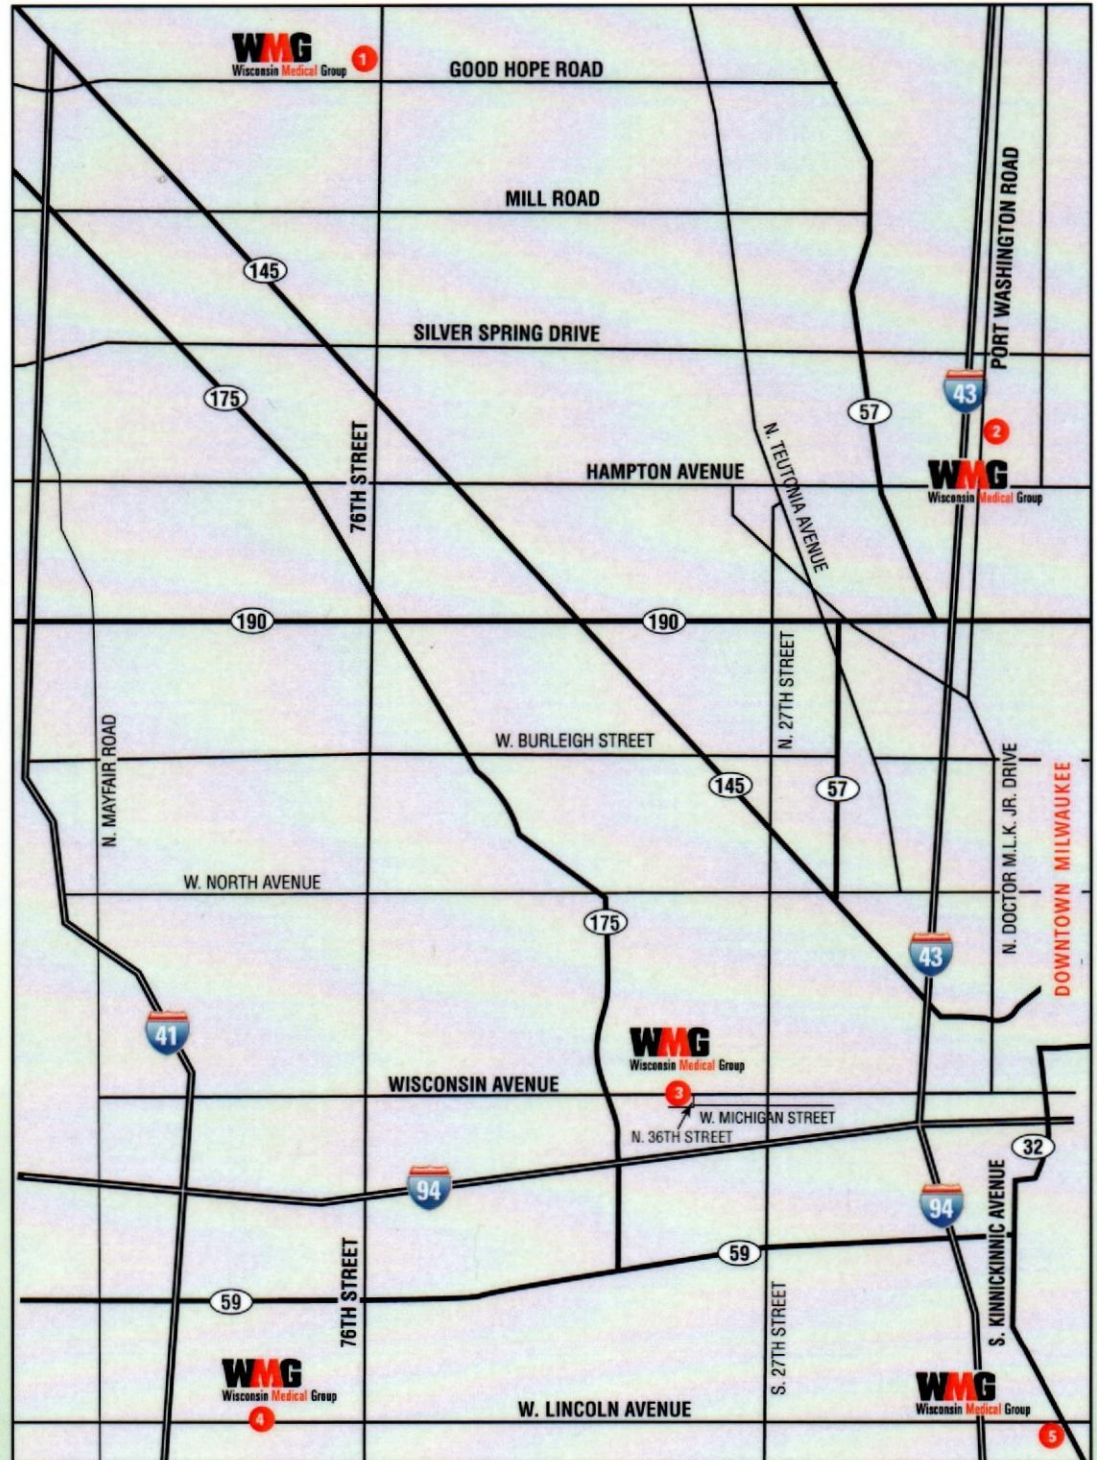 WMG
Wisconsin Medical Group
1
GOOD HOPE ROAD
MILL ROAD
PORT WASHINGTON ROAD
145
SILVER SPRING DRIVE
175
43
57
2
76TH STREET
N. TEUTONIA AVENUE
HAMPTON AVENUE
WMG
Wisconsin Medical Group
190
190
N. 27TH STREET
N. MAYFAIR ROAD
W. BURLEIGH STREET
145
57
N. DOCTOR M.L.K. JR. DRIVE
DOWNTOWN MILWAUKEE
W. NORTH AVENUE
175
43
41
WMG
Wisconsin Medical Group
WISCONSIN AVENUE
3
W. MICHIGAN STREET
N. 36TH STREET
32
94
94
S. KINNICKINNIC AVENUE
59
59
76TH STREET
S. 27TH STREET
WMG
Wisconsin Medical Group
4
W. LINCOLN AVENUE
WMG
Wisconsin Medical Group
5